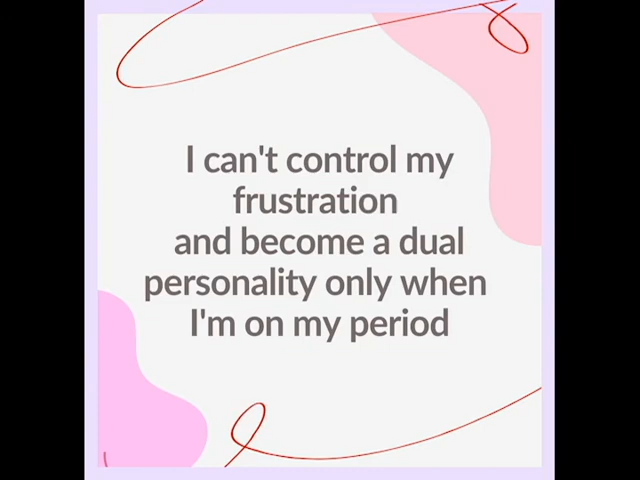 I can't control my
frustration
and become a dual
personality only when
I'm on my period